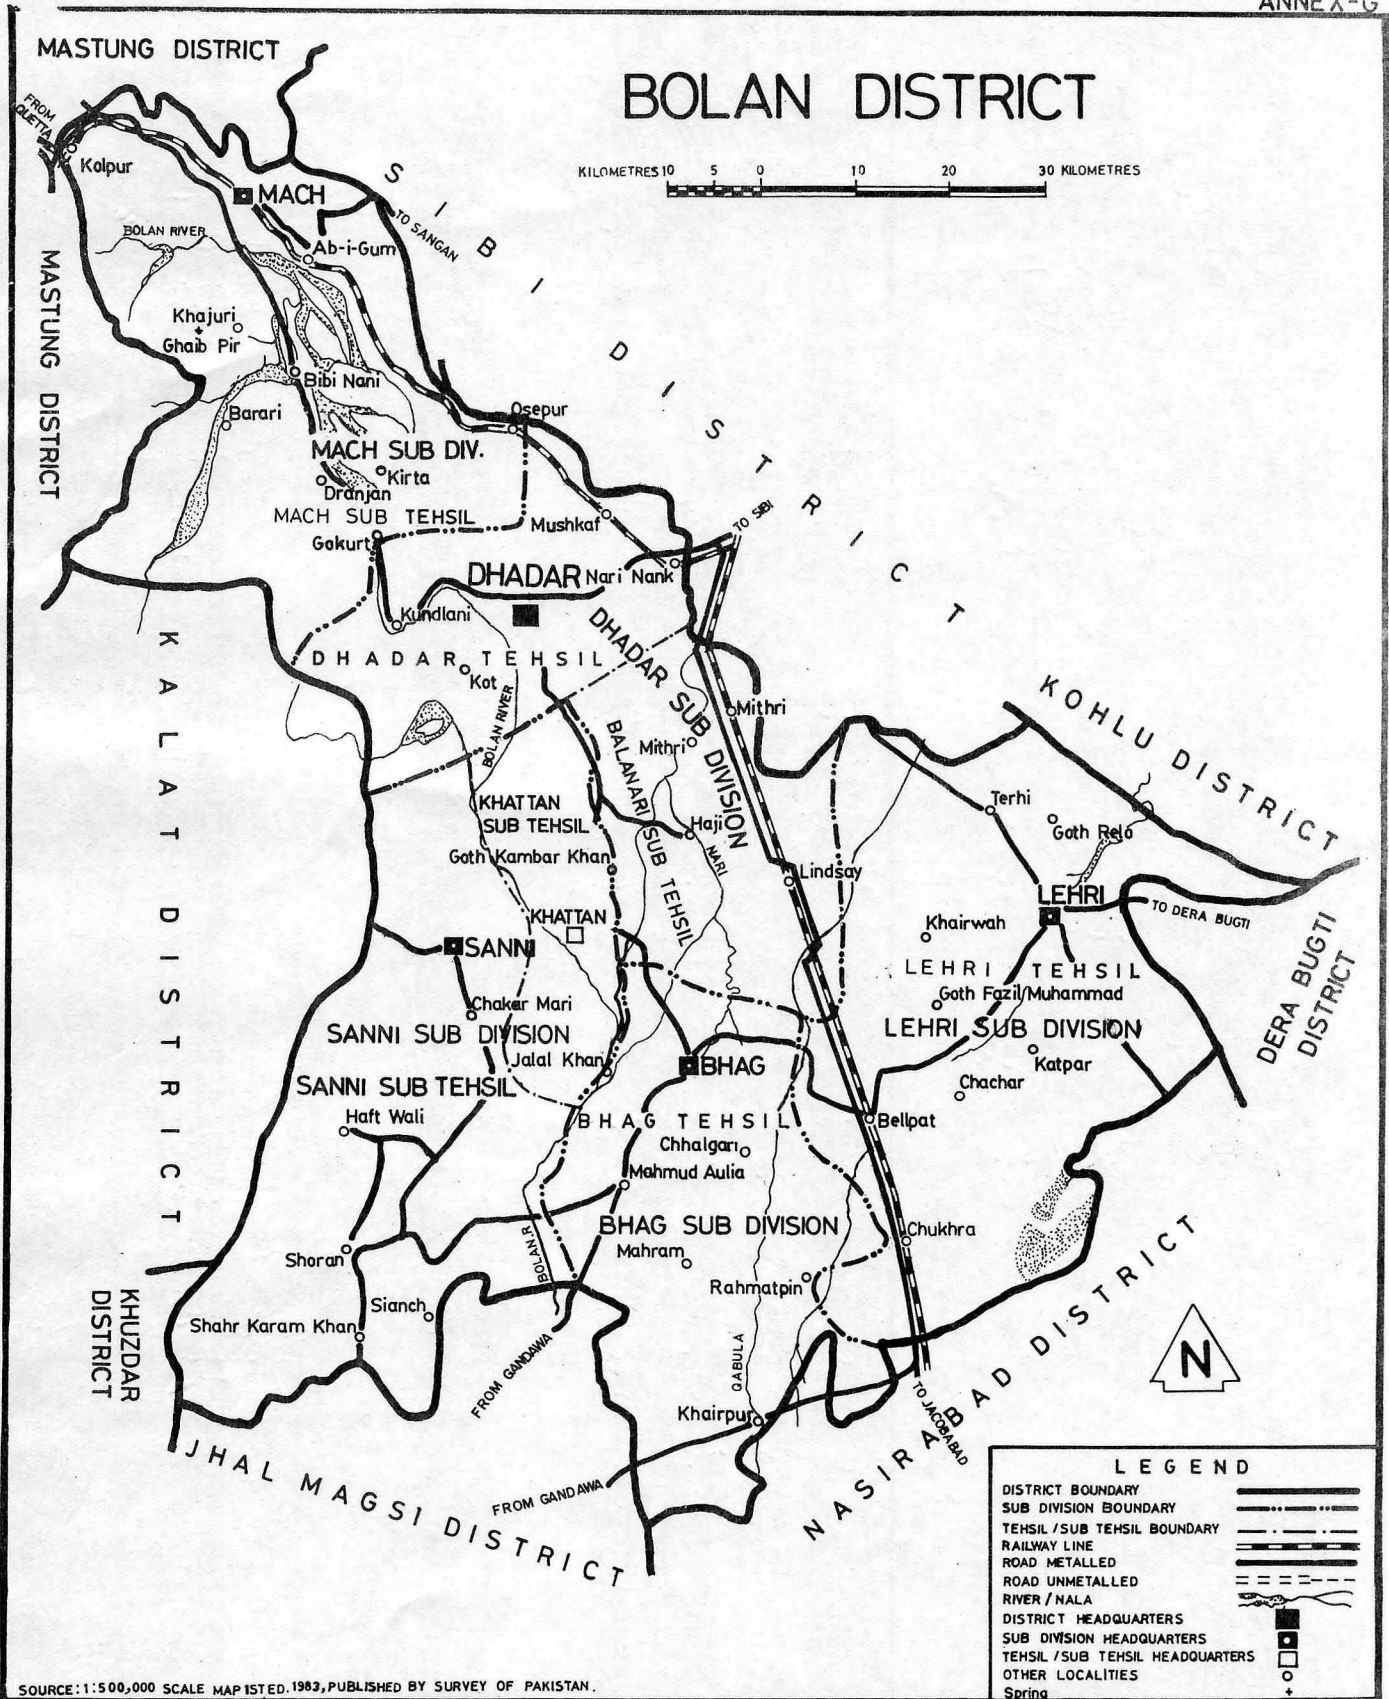 ANNEX-G
MASTUNG DISTRICT
BOLAN DISTRICT
KILOMETRES 10 5 0 10 20 30 KILOMETRES
FROM QUETTA
Kolpur
MACH
SIBI DISTRICT
TO SANGAN
BOLAN RIVER
Ab-i-Gum
MASTUNG DISTRICT
Khajuri
Ghaib Pir
Bibi Nani
Barari
Osepur
MACH SUB DIV.
Kirta
Dranjan
MACH SUB TEHSIL
Mushkaf
TO SIBI
Gokurt
DHADAR
Nari Nank
Kundlani
DHADAR SUB DIVISION
KALAT DISTRICT
DHADAR TEHSIL
Kot
BOLAN RIVER
Mithri
Mithri
KOHLU DISTRICT
BALANARI SUB TEHSIL
KHATTAN
SUB TEHSIL
Terhi
Goth Relo
Haji
NARI
Goth Kambar Khan
Lindsay
LEHRI
TO DERA BUGTI
KHATTAN
Khairwah
SANNI
LEHRI TEHSIL
DERA BUGTI
DISTRICT
Goth Fazil Muhammad
Chakar Mari
SANNI SUB DIVISION
LEHRI SUB DIVISION
Jalal Khan
BHAG
Katpar
SANNI SUB TEHSIL
Chachar
Haft Wali
BHAG TEHSIL
Bellpat
Chhalgari
Mahmud Aulia
BHAG SUB DIVISION
Chukhra
Shoran
BOLAN.R
Mahram
Rahmatpin
KHUZDAR
DISTRICT
Sianch
Shahr Karam Khan
FROM GANDAWA
QABULA
N
Khairpur
TO JACOBABAD
NASIRABAD DISTRICT
JHAL MAGSI DISTRICT
FROM GANDAWA
LEGEND
DISTRICT BOUNDARY
SUB DIVISION BOUNDARY
TEHSIL / SUB TEHSIL BOUNDARY
RAILWAY LINE
ROAD METALLED
ROAD UNMETALLED
RIVER / NALA
DISTRICT HEADQUARTERS
SUB DIVISION HEADQUARTERS
TEHSIL / SUB TEHSIL HEADQUARTERS
OTHER LOCALITIES
Spring
SOURCE: 1:500,000 SCALE MAP 1ST ED. 1983, PUBLISHED BY SURVEY OF PAKISTAN.